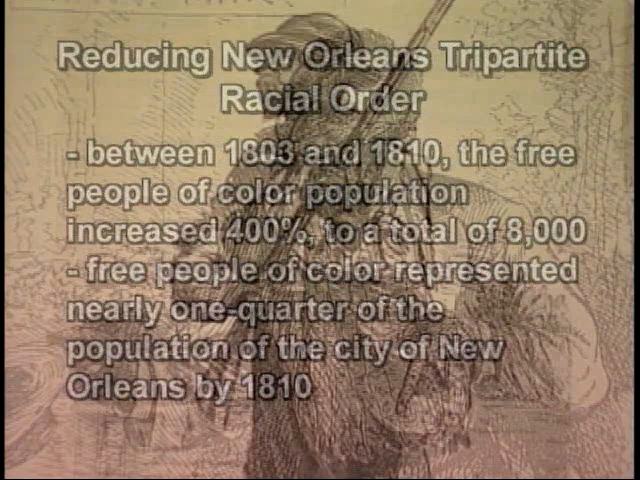 Reducing New Orleans Tripartite
Racial Order
- between 1803 and 1810, the free
people of color population
increased 400%, to a total of 8,000
- free people of color represented
nearly one-quarter of the
population of the city of New
Orleans by 1810